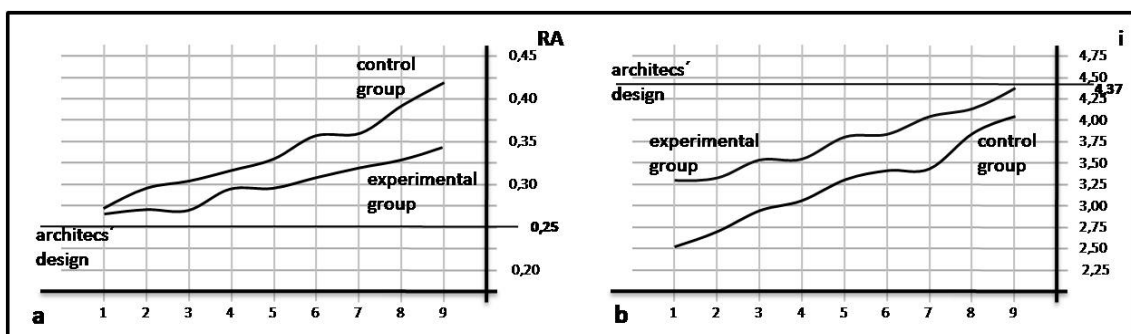 RA
0,45
0,40
0,35
0,30
0,25
0,20
control
group
experimental
group
architecs´
design
1 2 3 4 5 6 7 8 9
a
i
4,75
4,50
4,37
4,25
4,00
3,75
3,50
3,25
3,00
2,75
2,50
2,25
architecs´
design
experimental
group
control
group
1 2 3 4 5 6 7 8 9
b